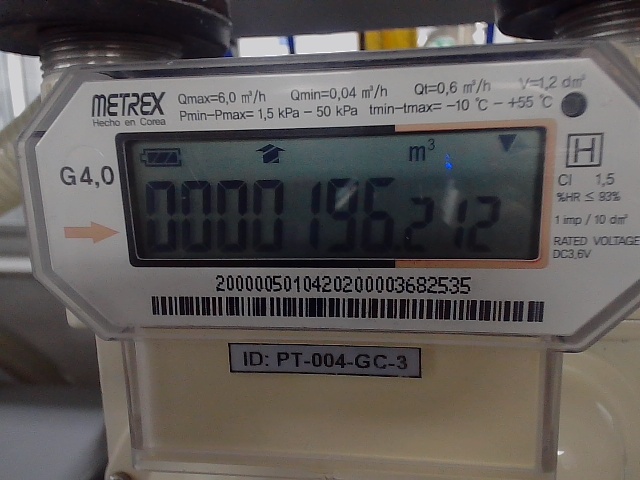 METREX
Hecho en Corea
Qmax=6,0 m³/h Qmin=0,04 m³/h Qt=0,6 m³/h V=1,2 dm³
Pmin-Pmax= 1,5 kPa - 50 kPa tmin-tmax= -10 °C - +55 °C
G4,0
m³
0000196.212
H
CI 1,5
%HR ≤ 93%
1 imp / 10 dm³
RATED VOLTAGE
DC3,6V
2000005010420200003682535
ID: PT-004-GC-3